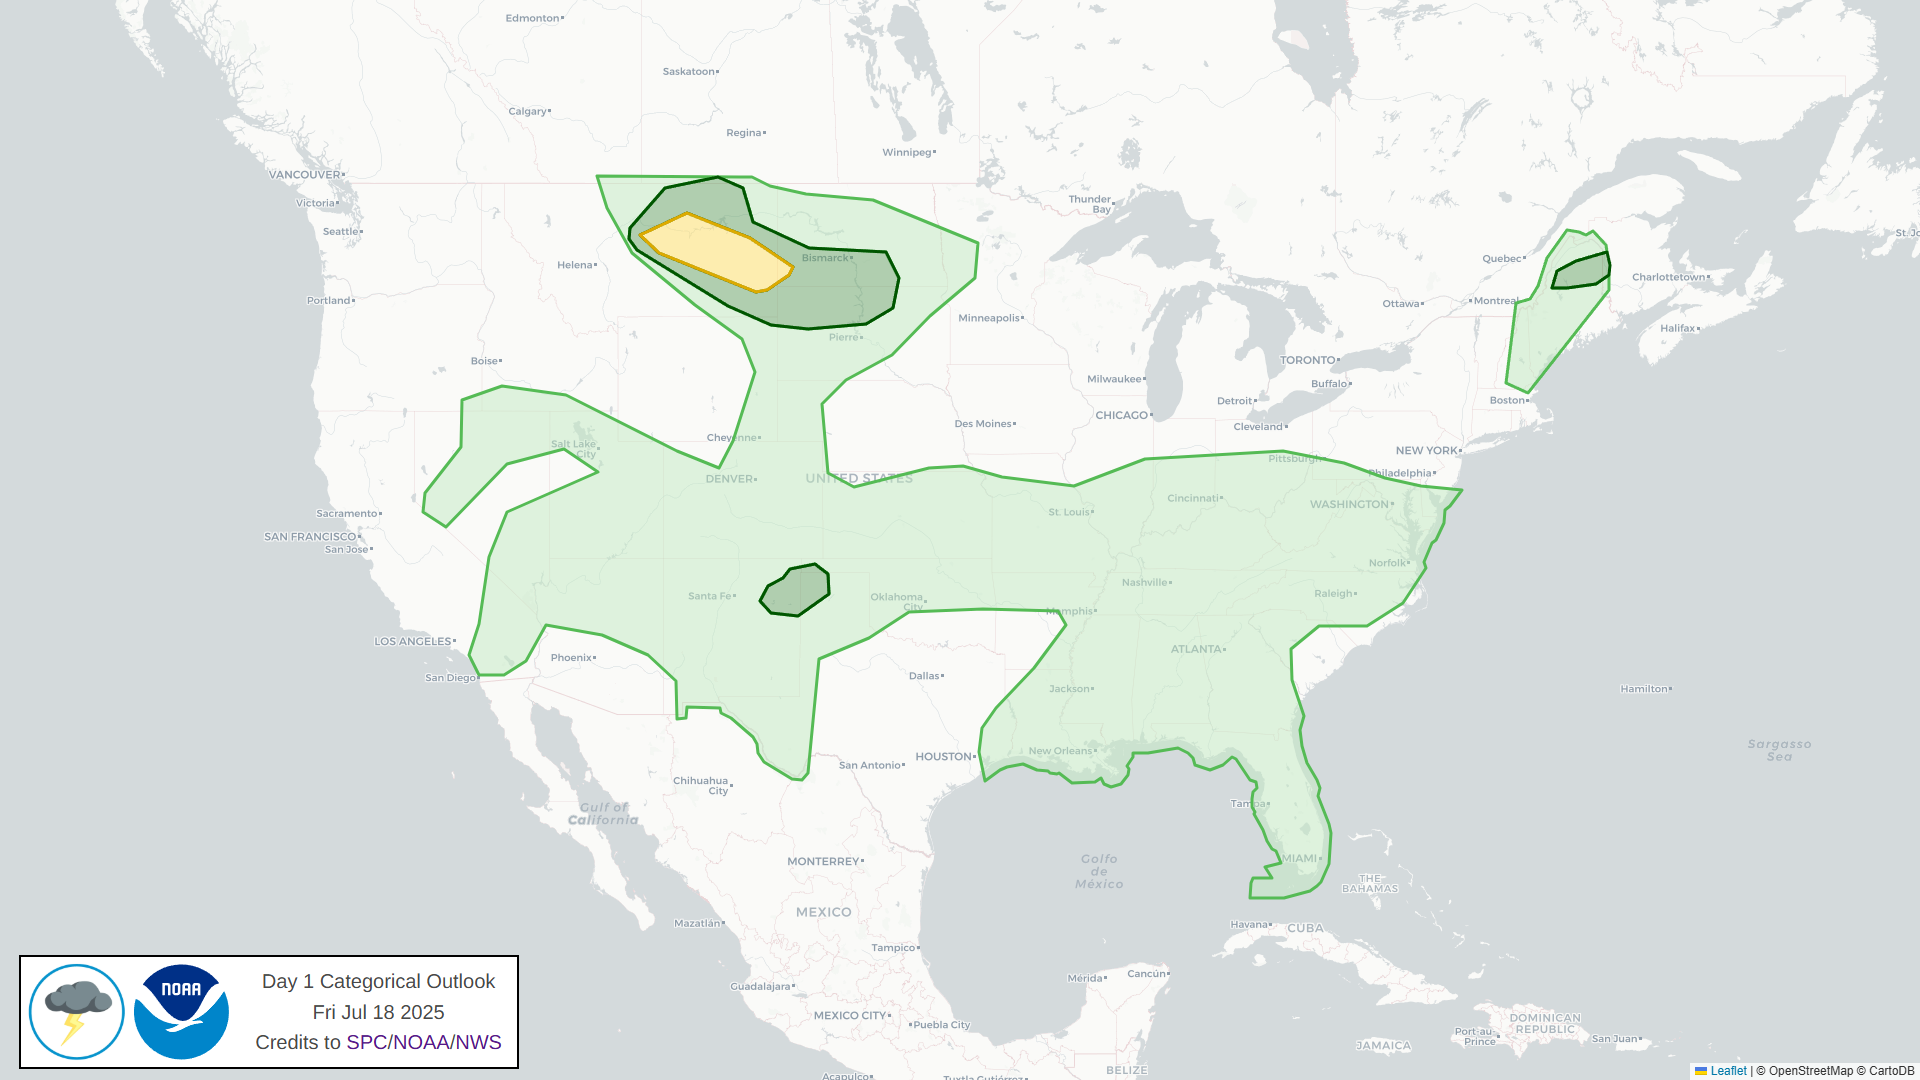 Edmonton
Saskatoon
Calgary
Regina
Winnipeg
VANCOUVER
Victoria
Thunder
Bay
Seattle
Helena
Bismarck
Quebec
Charlottetown
St. Jo
Portland
Ottawa
Montreal
Minneapolis
Halifax
Pierre
Boise
TORONTO
Milwaukee
Buffalo
Detroit
Boston
CHICAGO
Des Moines
Cleveland
Cheyenne
Salt Lake
City
NEW YORK
Pittsburgh
Philadelphia
DENVER
UNITED STATES
Cincinnati
WASHINGTON
Sacramento
St. Louis
SAN FRANCISCO
San Jose
Norfolk
Nashville
Santa Fe
Oklahoma
City
Raleigh
Memphis
LOS ANGELES
Phoenix
ATLANTA
San Diego
Dallas
Jackson
Hamilton
New Orleans
HOUSTON
San Antonio
Sargasso
Sea
Chihuahua
City
Gulf of
California
Tampa
MONTERREY
MIAMI
Golfo
de
México
THE
BAHAMAS
MEXICO
Mazatlán
Havana
CUBA
Tampico
Mérida
Cancún
Guadalajara
MEXICO CITY
Puebla City
DOMINICAN
REPUBLIC
Port-au-
Prince
San Juan
JAMAICA
BELIZE
Acapulco
Tuxtla Gutiérrez
NOAA
Day 1 Categorical Outlook
Fri Jul 18 2025
Credits to SPC/NOAA/NWS
Leaflet | © OpenStreetMap © CartoDB